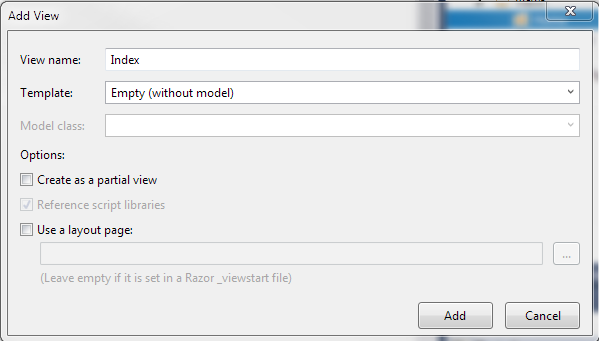 Add View
View name: Index
Template: Empty (without model)
Model class:
Options:
Create as a partial view
Reference script libraries
Use a layout page:
...
(Leave empty if it is set in a Razor _viewstart file)
Add Cancel